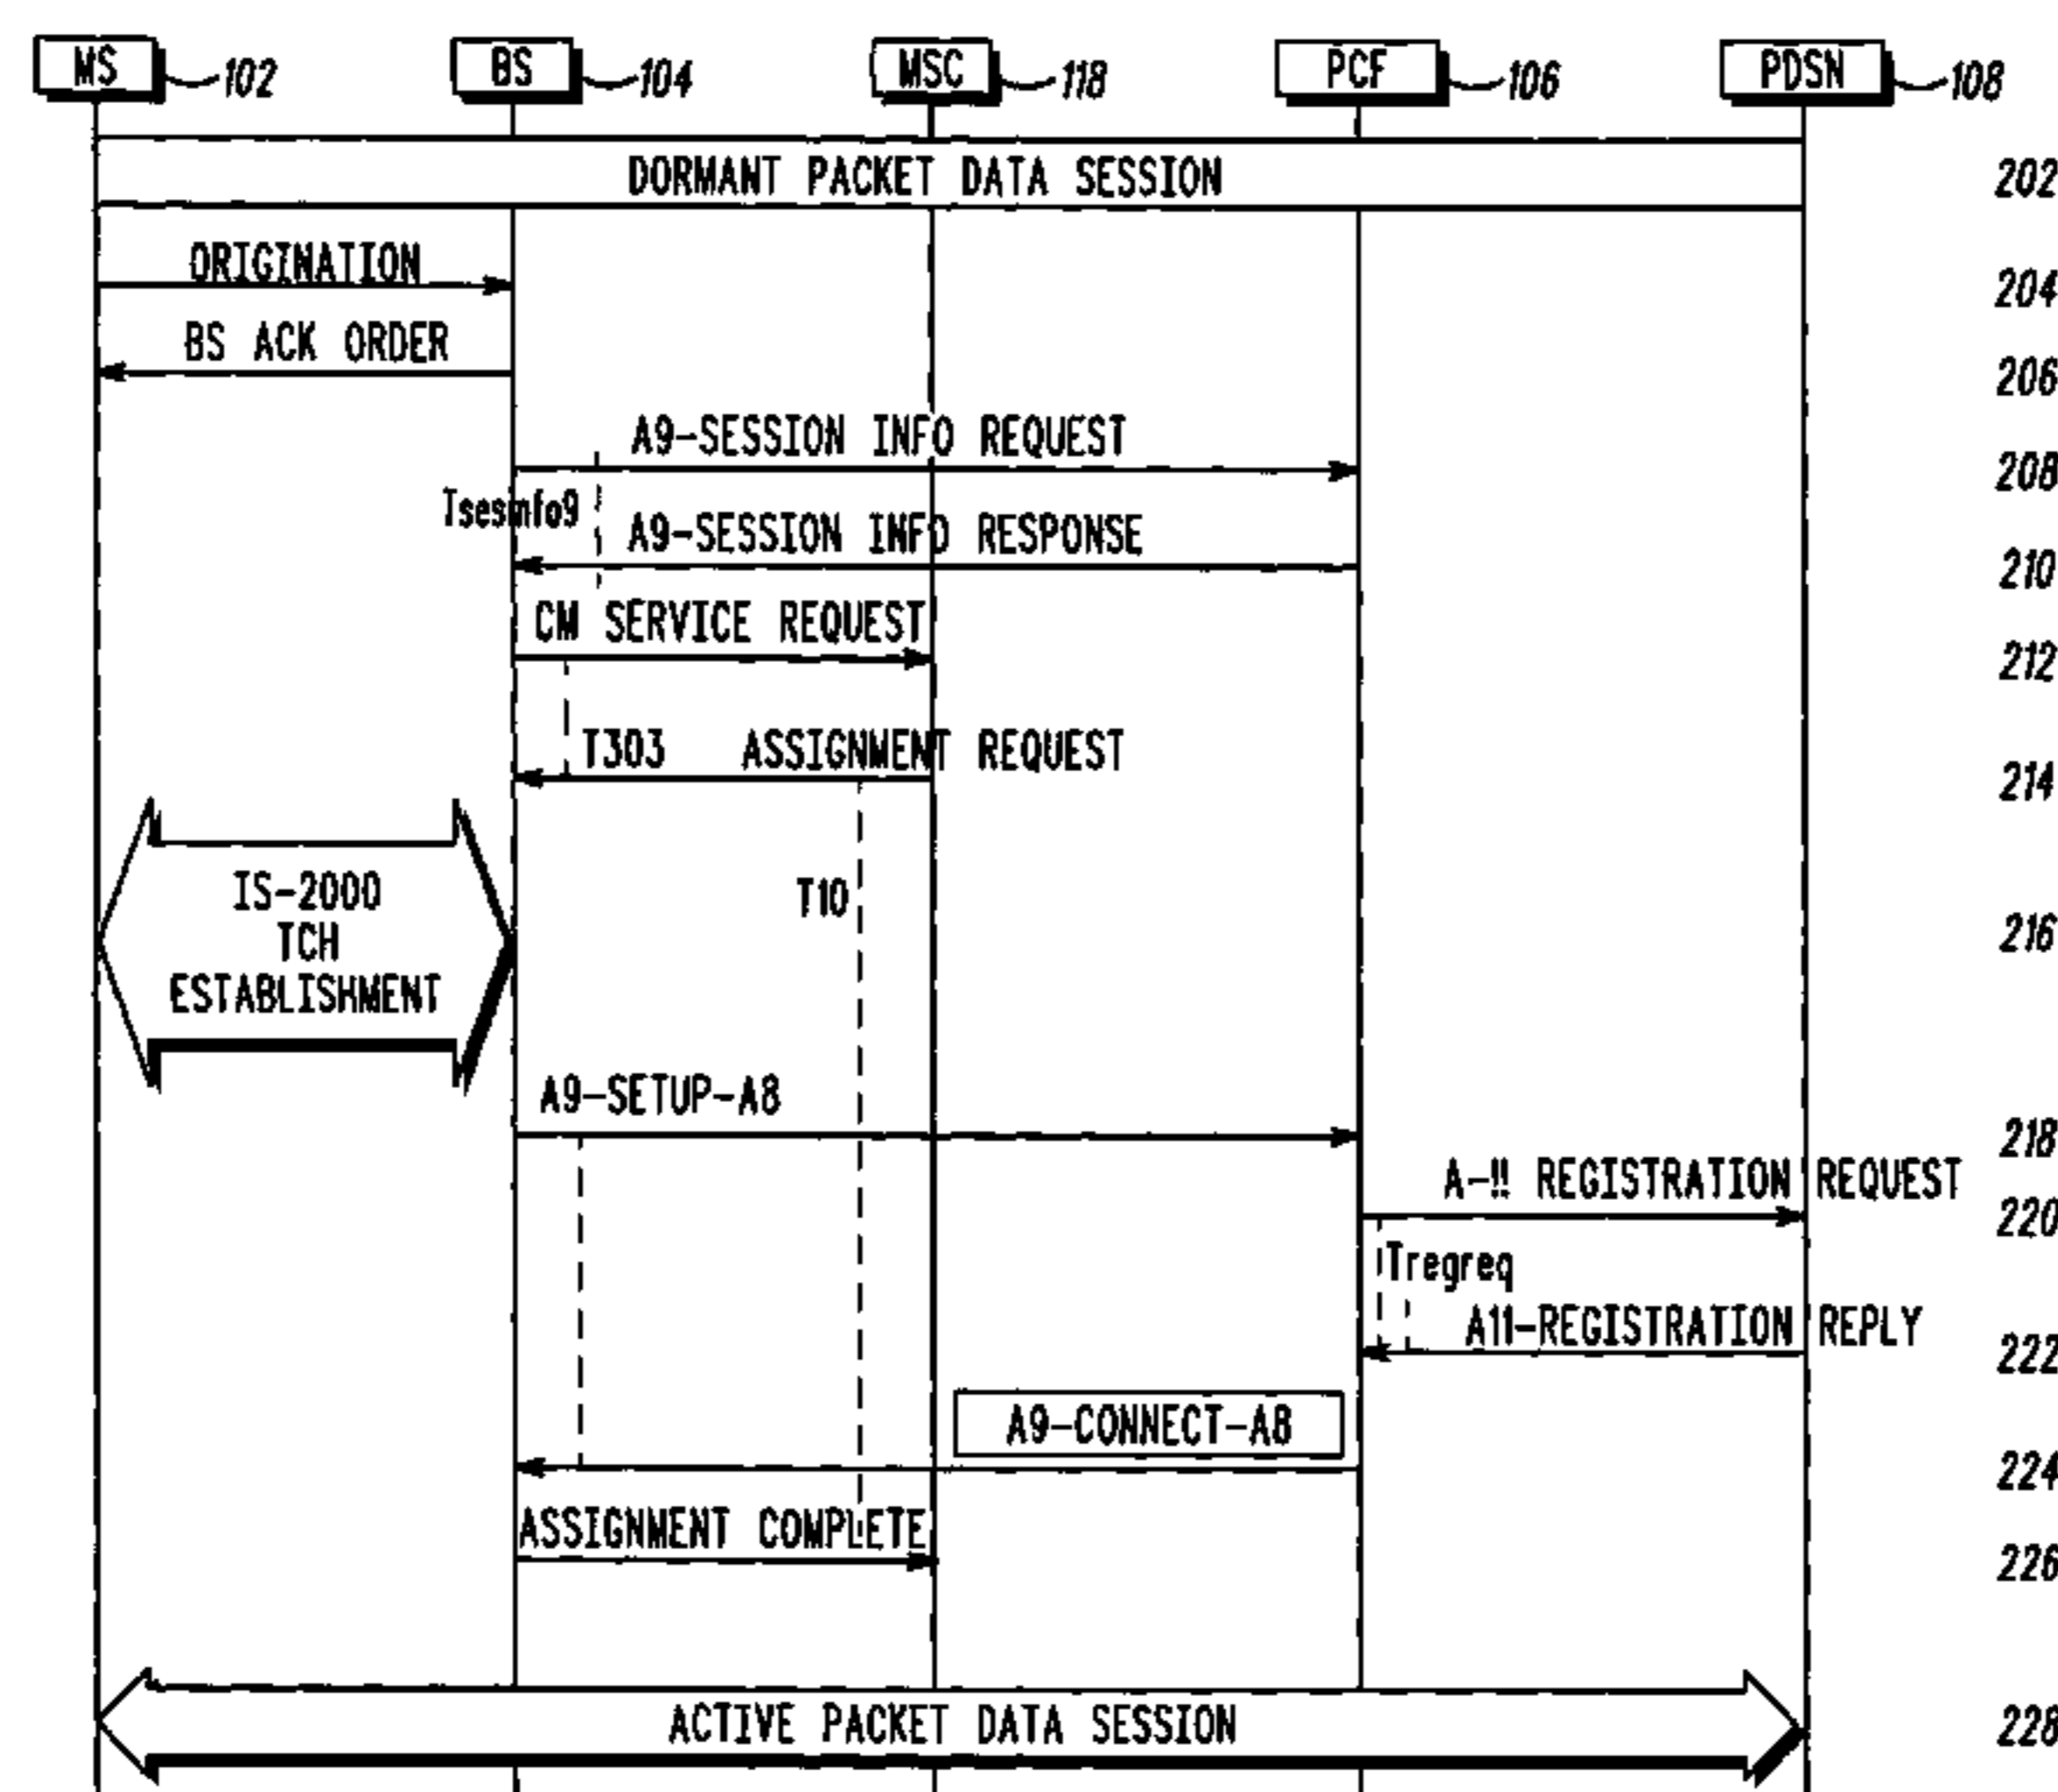 MS 102 BS 104 MSC 118 PCF 106 PDSN 108
DORMANT PACKET DATA SESSION 202
ORIGINATION 204
BS ACK ORDER 206
A9-SESSION INFO REQUEST 208
Tsesinfo9
A9-SESSION INFO RESPONSE 210
CM SERVICE REQUEST 212
T303 ASSIGNMENT REQUEST 214
T10
IS-2000
TCH
ESTABLISHMENT
216
A9-SETUP-A8 218
A-!! REGISTRATION REQUEST 220
Tregreq
A11-REGISTRATION REPLY 222
A9-CONNECT-A8 224
ASSIGNMENT COMPLETE 226
ACTIVE PACKET DATA SESSION 228